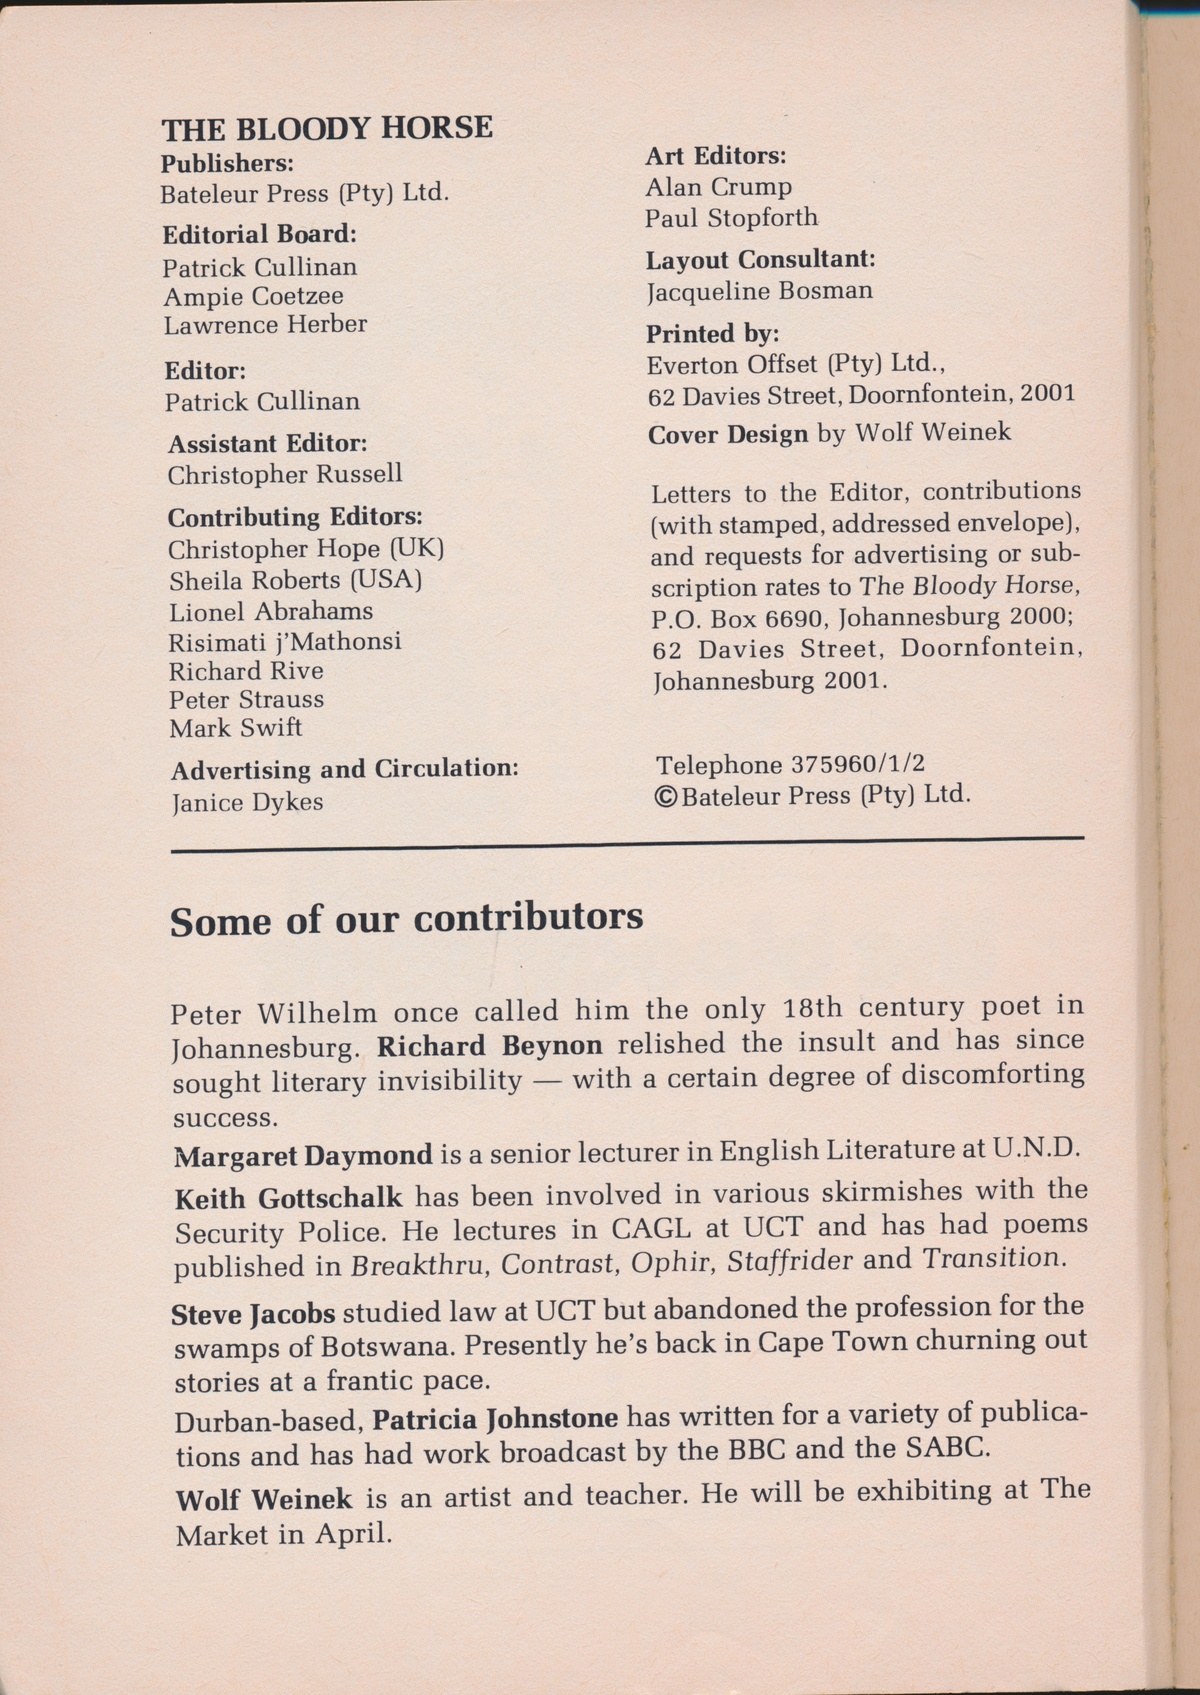 THE BLOODY HORSE
Publishers:
Bateleur Press (Pty) Ltd.
Editorial Board:
Patrick Cullinan
Ampie Coetzee
Lawrence Herber
Editor:
Patrick Cullinan
Assistant Editor:
Christopher Russell
Contributing Editors:
Christopher Hope (UK)
Sheila Roberts (USA)
Lionel Abrahams
Risimati j'Mathonsi
Richard Rive
Peter Strauss
Mark Swift
Advertising and Circulation:
Janice Dykes
Art Editors:
Alan Crump
Paul Stopforth
Layout Consultant:
Jacqueline Bosman
Printed by:
Everton Offset (Pty) Ltd.,
62 Davies Street, Doornfontein, 2001
Cover Design by Wolf Weinek
Letters to the Editor, contributions
(with stamped, addressed envelope),
and requests for advertising or sub-
scription rates to The Bloody Horse,
P.O. Box 6690, Johannesburg 2000;
62 Davies Street, Doornfontein,
Johannesburg 2001.
Telephone 375960/1/2
©Bateleur Press (Pty) Ltd.
Some of our contributors
Peter Wilhelm once called him the only 18th century poet in
Johannesburg. Richard Beynon relished the insult and has since
sought literary invisibility — with a certain degree of discomforting
success.
Margaret Daymond is a senior lecturer in English Literature at U.N.D.
Keith Gottschalk has been involved in various skirmishes with the
Security Police. He lectures in CAGL at UCT and has had poems
published in Breakthru, Contrast, Ophir, Staffrider and Transition.
Steve Jacobs studied law at UCT but abandoned the profession for the
swamps of Botswana. Presently he's back in Cape Town churning out
stories at a frantic pace.
Durban-based, Patricia Johnstone has written for a variety of publica-
tions and has had work broadcast by the BBC and the SABC.
Wolf Weinek is an artist and teacher. He will be exhibiting at The
Market in April.